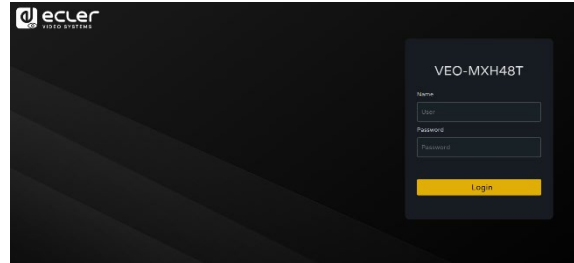 ecler
VIDEO SYSTEMS
VEO-MXH48T
Name
User
Password
Password
Login